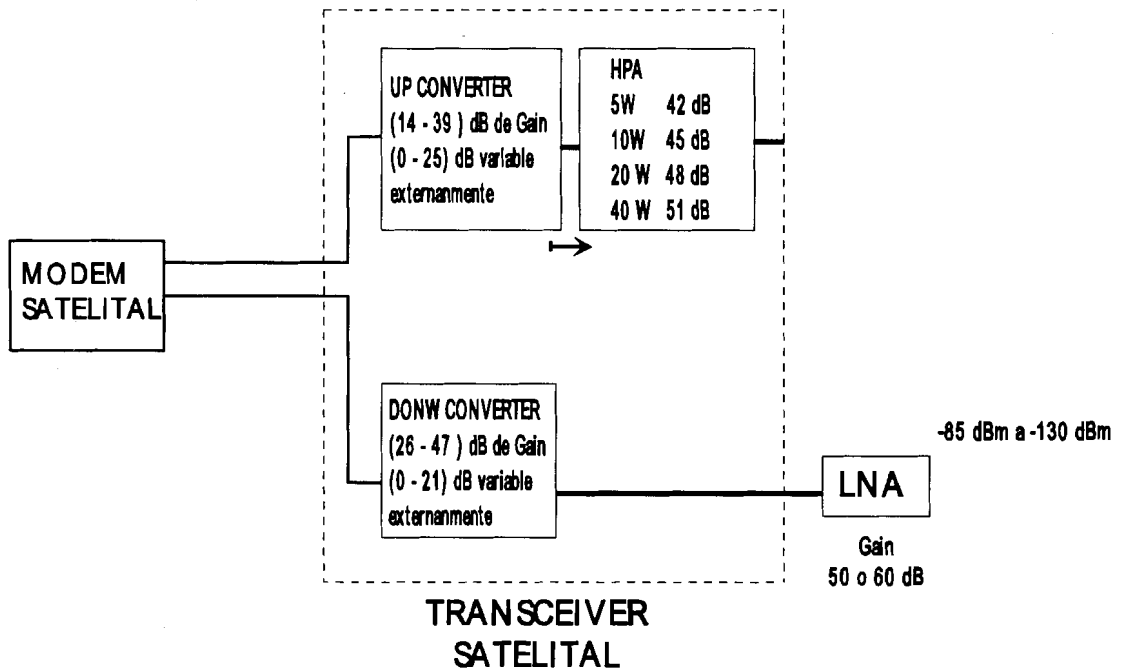 UP CONVERTER
(14 - 39 ) dB de Gain
(0 - 25) dB variable
externanmente
HPA
5W 42 dB
10W 45 dB
20 W 48 dB
40 W 51 dB
MODEM
SATELITAL
DONW CONVERTER
(26 - 47 ) dB de Gain
(0 - 21) dB variable
externanmente
-85 dBm a -130 dBm
LNA
Gain
50 o 60 dB
TRANSCEIVER
SATELITAL